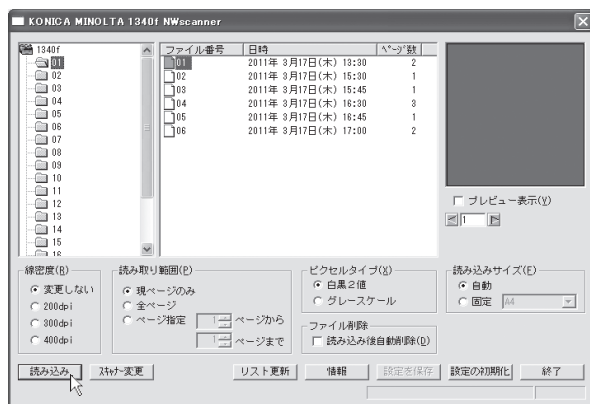 KONICA MINOLTA 1340f NWscanner
1340f
01
02
03
04
05
06
07
08
09
10
11
12
13
14
15
16
ファイル番号 日時 ページ数
01 2011年 3月17日(木) 13:30 2
02 2011年 3月17日(木) 15:30 1
03 2011年 3月17日(木) 15:45 1
04 2011年 3月17日(木) 16:30 3
05 2011年 3月17日(木) 16:45 1
06 2011年 3月17日(木) 17:00 2
プレビュー表示(V)
1
線密度(R)
変更しない
200dpi
300dpi
400dpi
読み取り範囲(P)
現ページのみ
全ページ
ページ指定 1 ページから
1 ページまで
ピクセルタイプ(X)
白黒2値
グレースケール
ファイル削除
読み込み後自動削除(D)
読み込みサイズ(F)
自動
固定 A4
読み込み スキャナー変更 リスト更新 情報 設定を保存 設定の初期化 終了